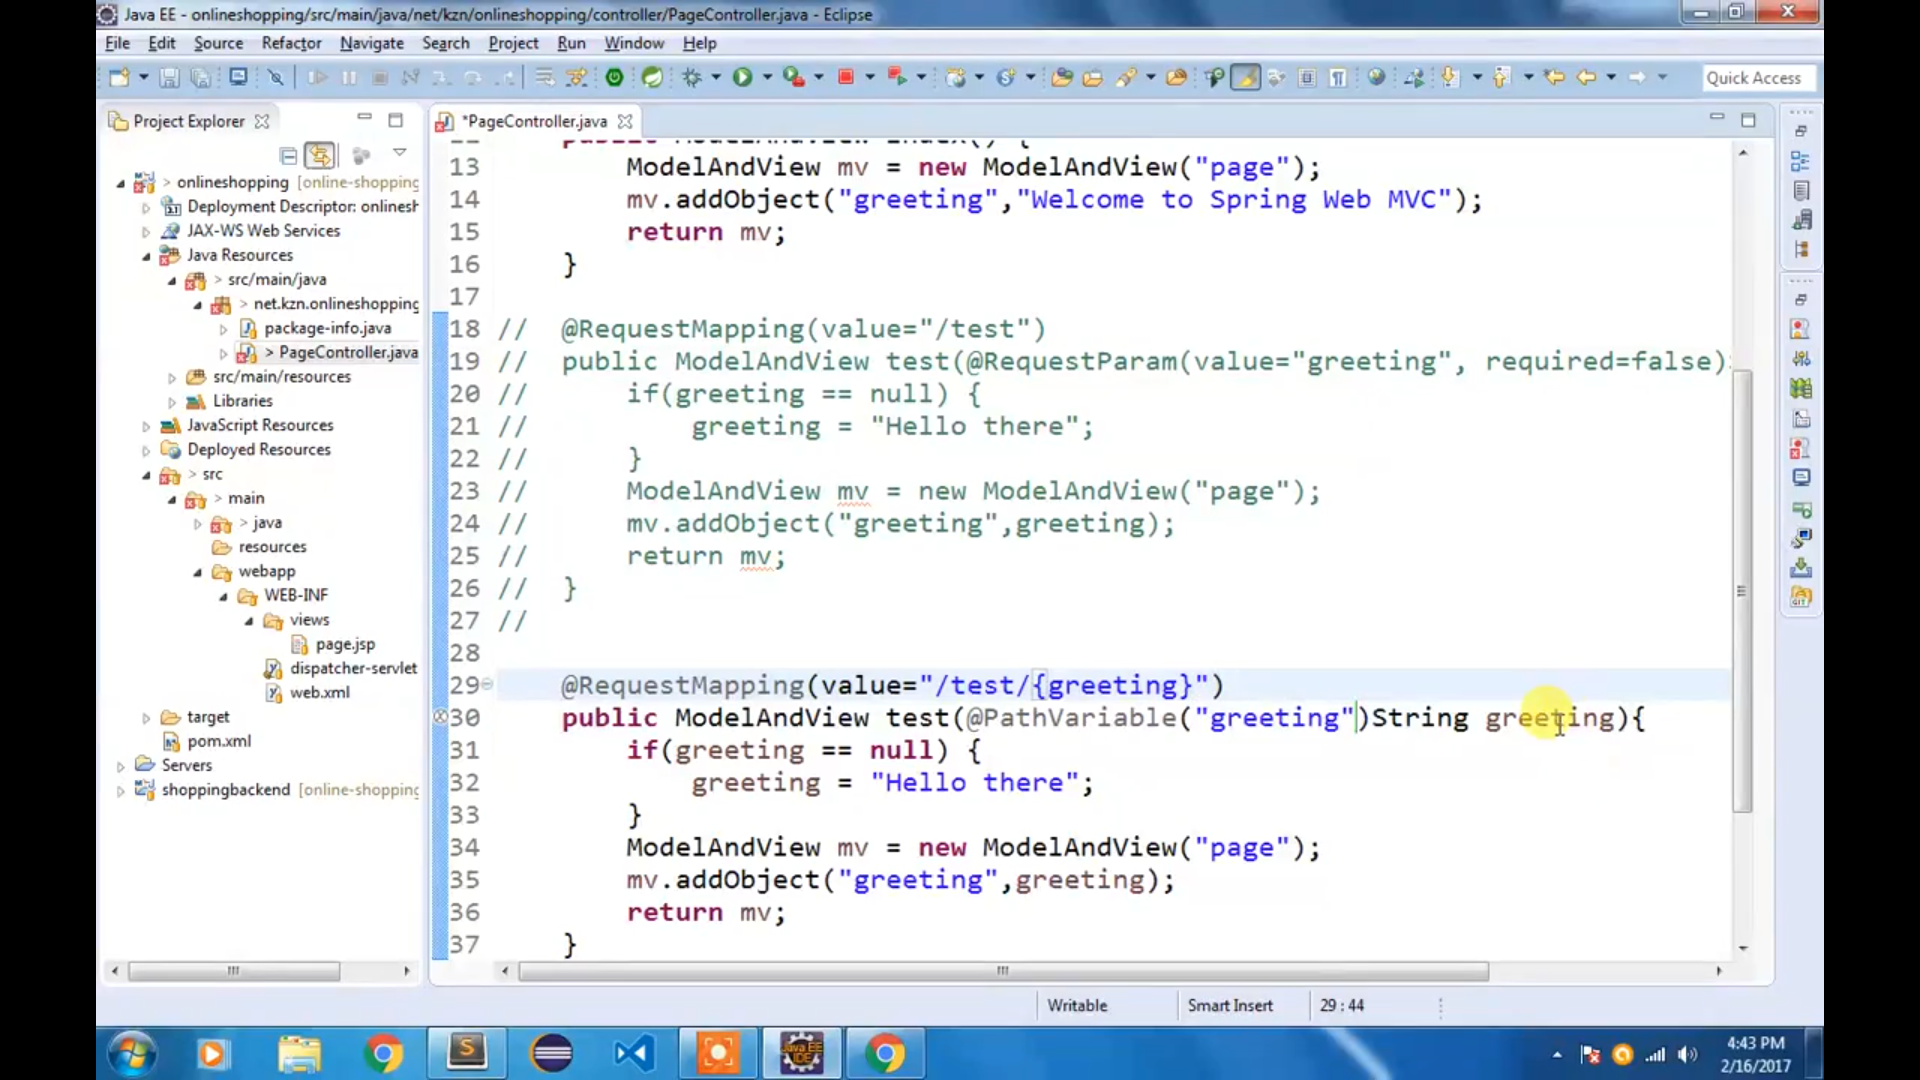 Java EE - onlineshopping/src/main/java/net/kzn/onlineshopping/controller/PageController.java - Eclipse
File Edit Source Refactor Navigate Search Project Run Window Help
Quick Access
Project Explorer
*PageController.java
> onlineshopping [online-shopping
Deployment Descriptor: onlinesh
JAX-WS Web Services
Java Resources
> src/main/java
> net.kzn.onlineshopping
package-info.java
> PageController.java
src/main/resources
Libraries
JavaScript Resources
Deployed Resources
> src
> main
> java
resources
webapp
WEB-INF
views
page.jsp
dispatcher-servlet
web.xml
target
pom.xml
Servers
shoppingbackend [online-shopping
13 ModelAndView mv = new ModelAndView("page");
14 mv.addObject("greeting","Welcome to Spring Web MVC");
15 return mv;
16 }
17
18 // @RequestMapping(value="/test")
19 // public ModelAndView test(@RequestParam(value="greeting", required=false)
20 // if(greeting == null) {
21 // greeting = "Hello there";
22 // }
23 // ModelAndView mv = new ModelAndView("page");
24 // mv.addObject("greeting",greeting);
25 // return mv;
26 // }
27 //
28
29 @RequestMapping(value="/test/{greeting}")
30 public ModelAndView test(@PathVariable("greeting")String greeting){
31 if(greeting == null) {
32 greeting = "Hello there";
33 }
34 ModelAndView mv = new ModelAndView("page");
35 mv.addObject("greeting",greeting);
36 return mv;
37 }
Writable Smart Insert 29 : 44
4:43 PM
2/16/2017